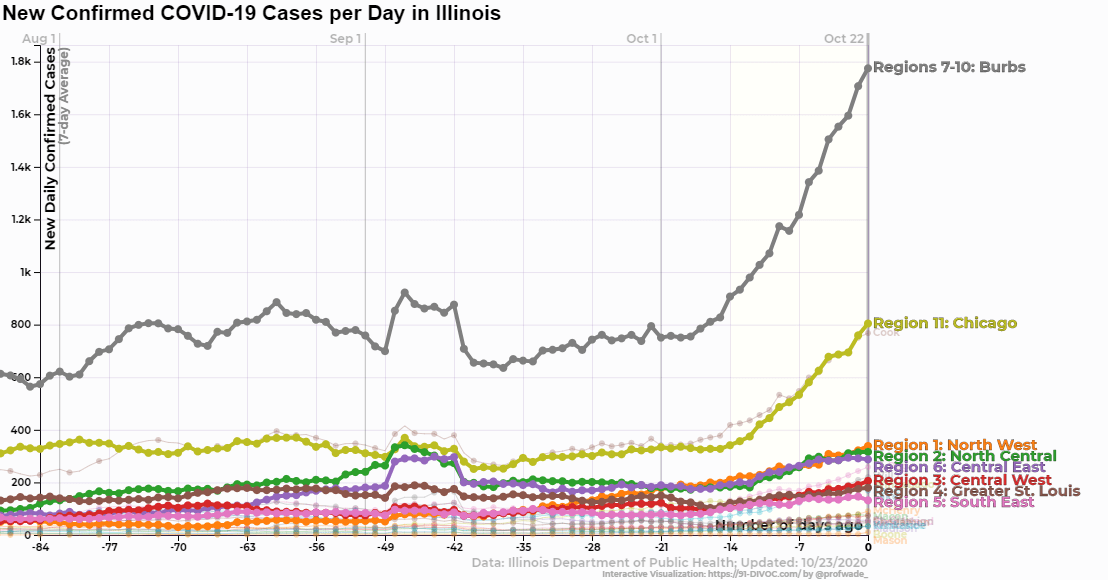 New Confirmed COVID-19 Cases per Day in Illinois
Aug 1
Sep 1
Oct 1
Oct 22
New Daily Confirmed Cases
(7-day Average)
1.8k
1.6k
1.4k
1.2k
1k
800
600
400
200
0
Regions 7-10: Burbs
Region 11: Chicago
Cook
Region 1: North West
Region 2: North Central
Region 6: Central East
Region 3: Central West
Region 4: Greater St. Louis
Region 5: South East
Mason
Number of days ago
-84
-77
-70
-63
-56
-49
-42
-35
-28
-21
-14
-7
0
Data: Illinois Department of Public Health; Updated: 10/23/2020
Interactive Visualization: https://91-DIVOC.com/ by @profwade_